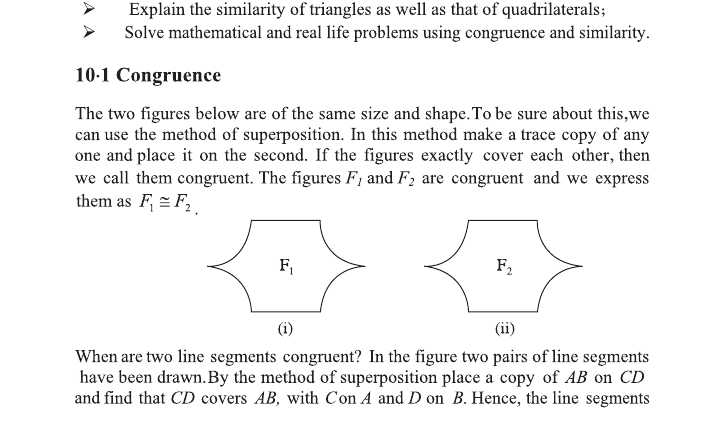 ➢ Explain the similarity of triangles as well as that of quadrilaterals;
➢ Solve mathematical and real life problems using congruence and similarity.
10·1 Congruence
The two figures below are of the same size and shape.To be sure about this,we
can use the method of superposition. In this method make a trace copy of any
one and place it on the second. If the figures exactly cover each other, then
we call them congruent. The figures F₁ and F₂ are congruent and we express
them as F₁ ≅ F₂ .
F₁ F₂
(i) (ii)
When are two line segments congruent? In the figure two pairs of line segments
have been drawn.By the method of superposition place a copy of AB on CD
and find that CD covers AB, with C on A and D on B. Hence, the line segments